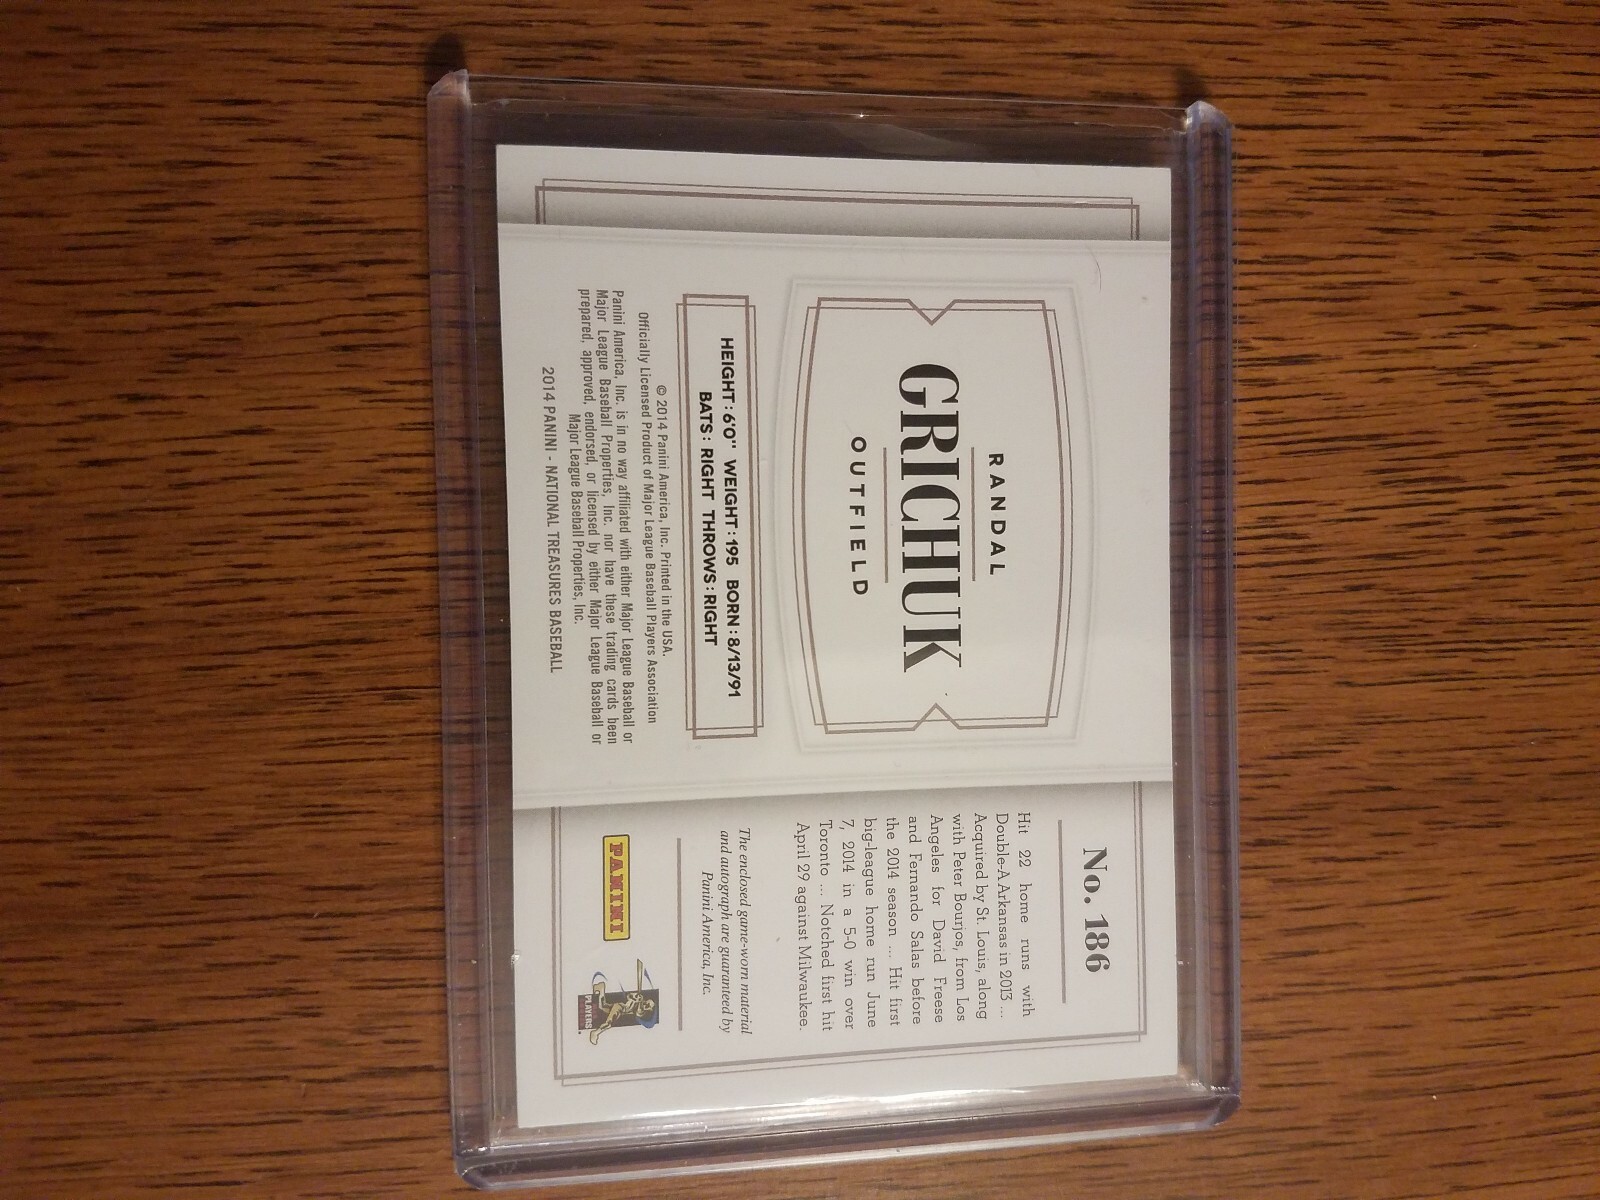 RANDAL
GRICHUK
OUTFIELD
HEIGHT : 6'0" WEIGHT : 195 BORN : 8/13/91
BATS : RIGHT THROWS : RIGHT
© 2014 Panini America, Inc. Printed in the USA.
Officially Licensed Product of Major League Baseball Players Association
Panini America, Inc. is in no way affiliated with either Major League Baseball or
Major League Baseball Properties, Inc. nor have these trading cards been
prepared, approved, endorsed, or licensed by either Major League Baseball or
Major League Baseball Properties, Inc.
2014 PANINI - NATIONAL TREASURES BASEBALL
No. 186
Hit 22 home runs with
Double-A Arkansas in 2013 ...
Acquired by St. Louis, along
with Peter Bourjos, from Los
Angeles for David Freese
and Fernando Salas before
the 2014 season ... Hit first
big-league home run June
7, 2014 in a 5-0 win over
Toronto ... Notched first hit
April 29 against Milwaukee.
The enclosed game-worn material
and autograph are guaranteed by
Panini America, Inc.
PANINI
PLAYERS